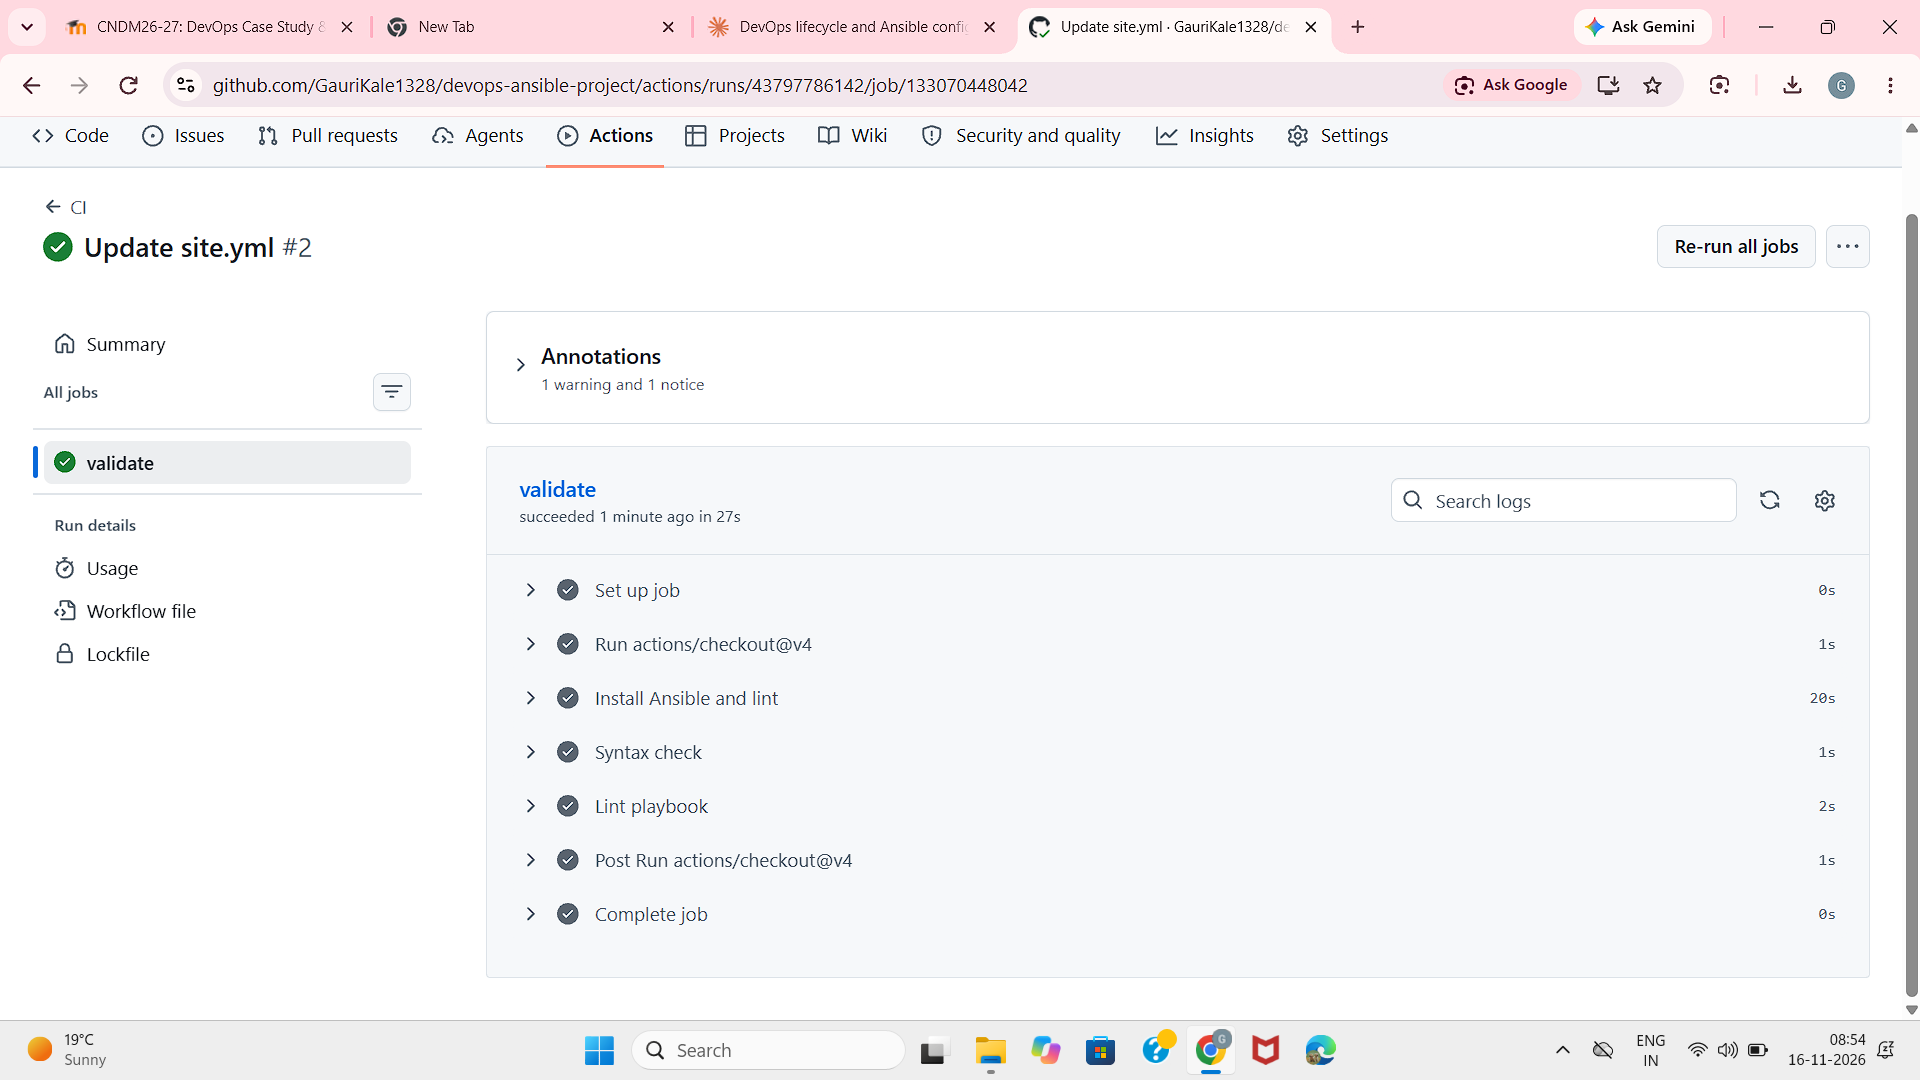 CNDM26-27: DevOps Case Study &
New Tab
DevOps lifecycle and Ansible confi
Update site.yml · GauriKale1328/de
Ask Gemini
github.com/GauriKale1328/devops-ansible-project/actions/runs/43797786142/job/133070448042
Ask Google
G
Code
Issues
Pull requests
Agents
Actions
Projects
Wiki
Security and quality
Insights
Settings
CI
Update site.yml #2
Re-run all jobs
Summary
All jobs
validate
Run details
Usage
Workflow file
Lockfile
Annotations
1 warning and 1 notice
validate
succeeded 1 minute ago in 27s
Search logs
Set up job
0s
Run actions/checkout@v4
1s
Install Ansible and lint
20s
Syntax check
1s
Lint playbook
2s
Post Run actions/checkout@v4
1s
Complete job
0s
19°C
Sunny
Search
G
ENG
IN
08:54
16-11-2026